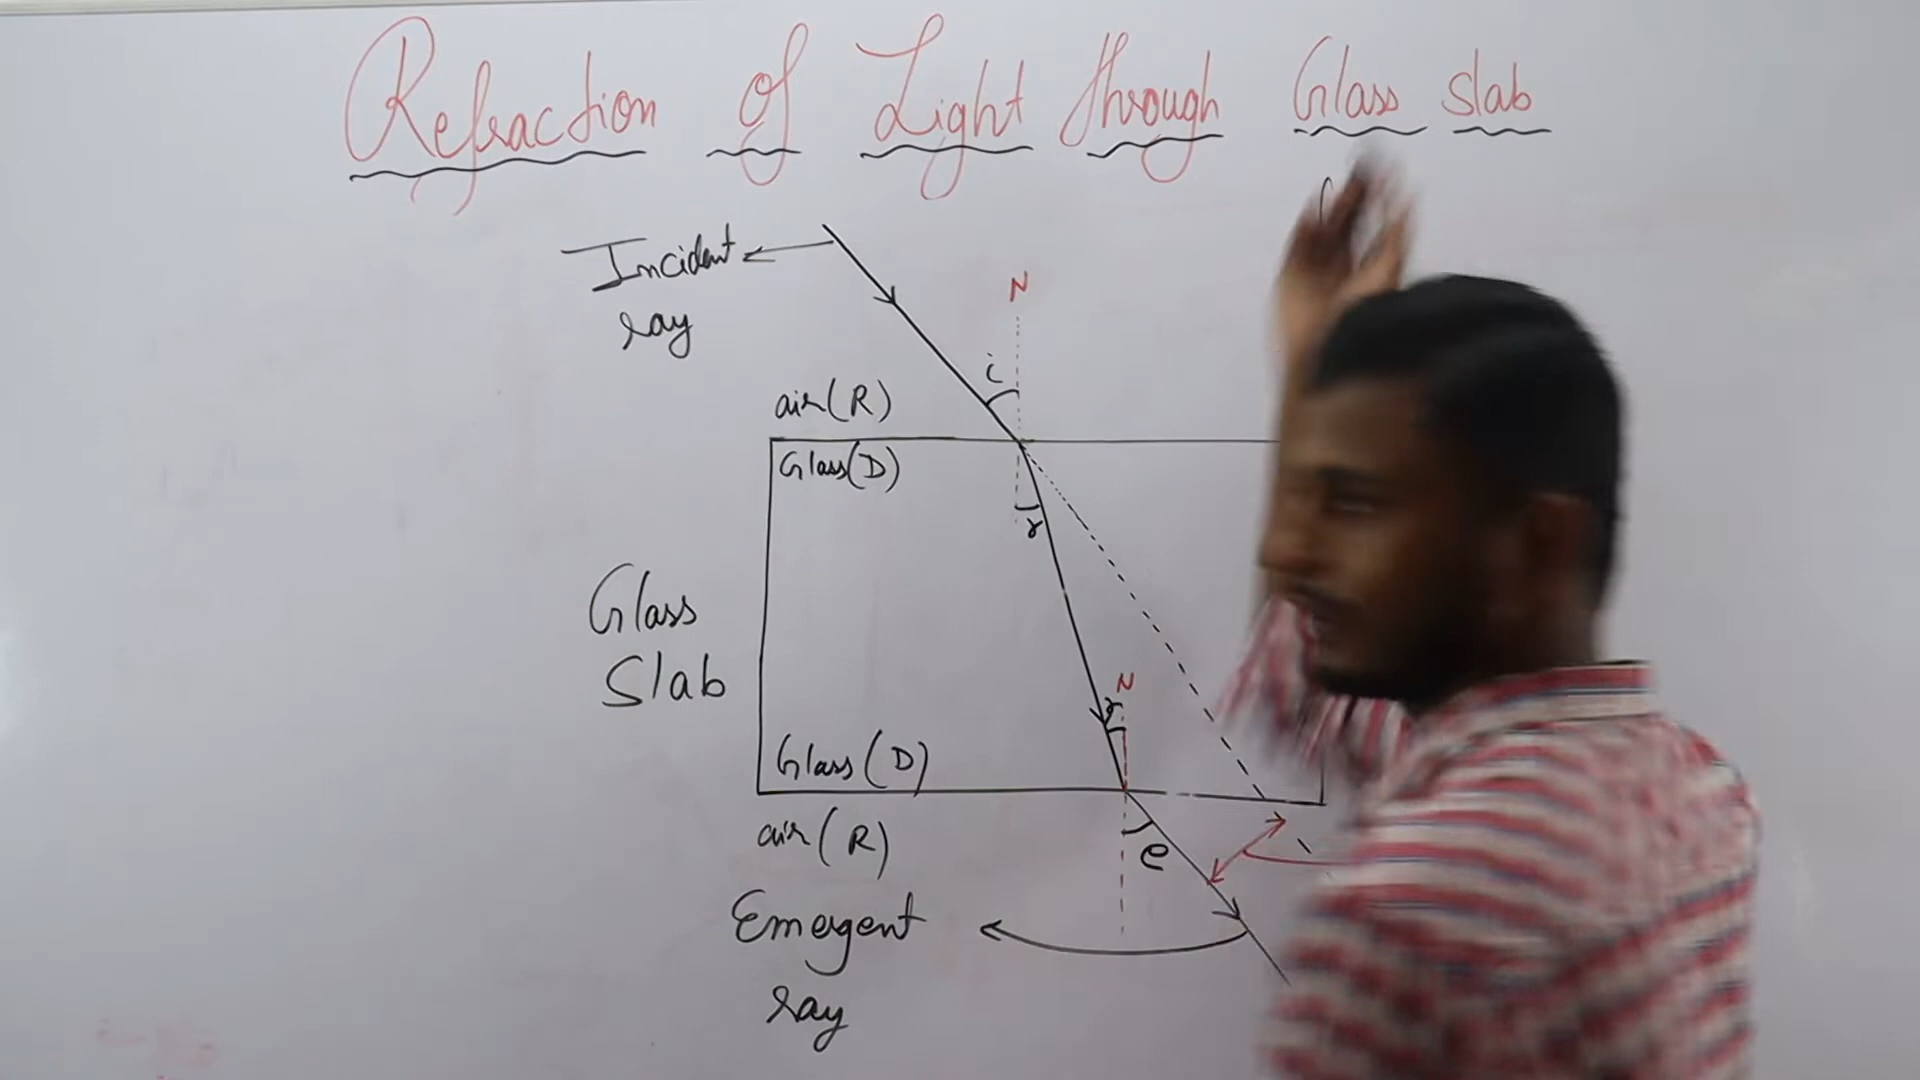 Refraction of Light through Glass slab
Incident
ray
N
i
air(R)
Glass(D)
r
Glass
Slab
N
r
Glass(D)
air(R)
e
Emergent
ray